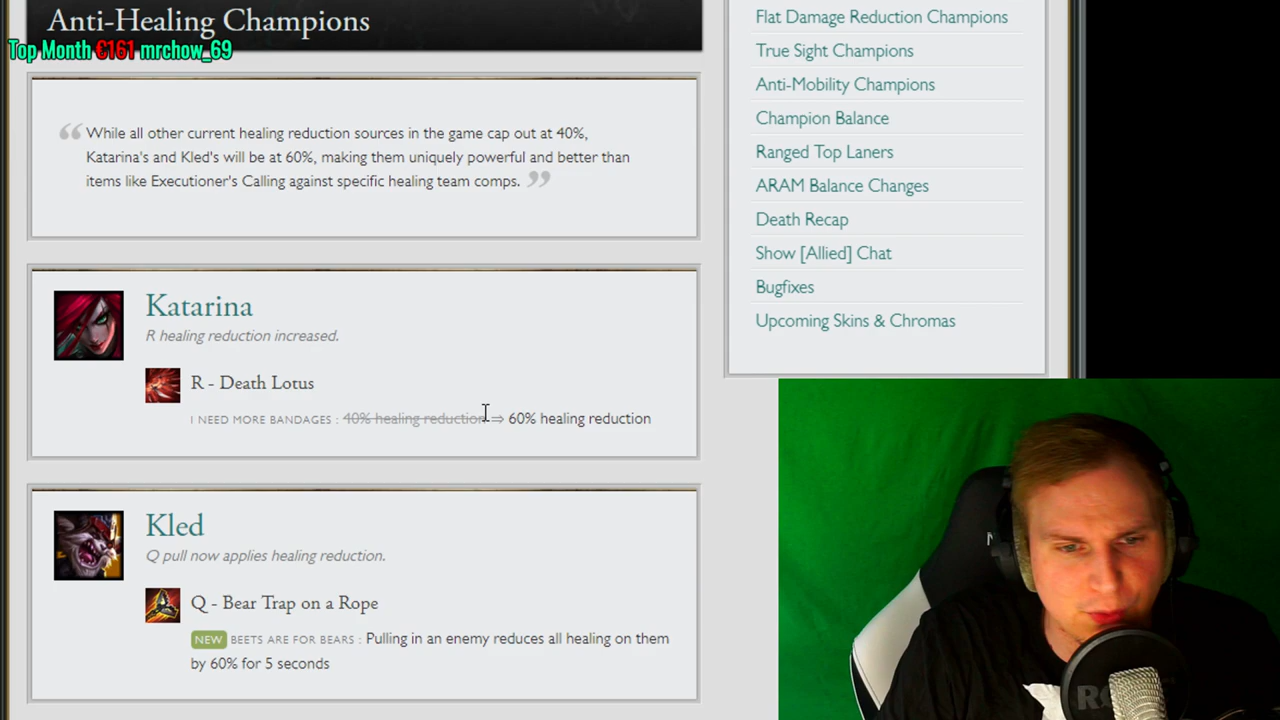 Anti-Healing Champions
Top Month €161 mrchow_69
“ While all other current healing reduction sources in the game cap out at 40%,
Katarina's and Kled's will be at 60%, making them uniquely powerful and better than
items like Executioner's Calling against specific healing team comps. ”
Katarina
R healing reduction increased.
R - Death Lotus
I NEED MORE BANDAGES : 40% healing reduction ⇒ 60% healing reduction
Kled
Q pull now applies healing reduction.
Q - Bear Trap on a Rope
NEW BEETS ARE FOR BEARS : Pulling in an enemy reduces all healing on them
by 60% for 5 seconds
Flat Damage Reduction Champions
True Sight Champions
Anti-Mobility Champions
Champion Balance
Ranged Top Laners
ARAM Balance Changes
Death Recap
Show [Allied] Chat
Bugfixes
Upcoming Skins & Chromas